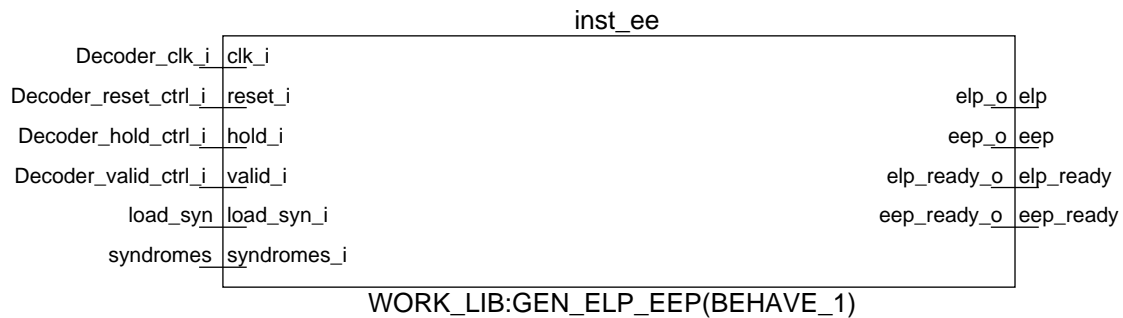 inst_ee
Decoder_clk_i clk_i
Decoder_reset_ctrl_i reset_i elp_o elp
Decoder_hold_ctrl_i hold_i eep_o eep
Decoder_valid_ctrl_i valid_i elp_ready_o elp_ready
load_syn load_syn_i eep_ready_o eep_ready
syndromes syndromes_i
WORK_LIB:GEN_ELP_EEP(BEHAVE_1)